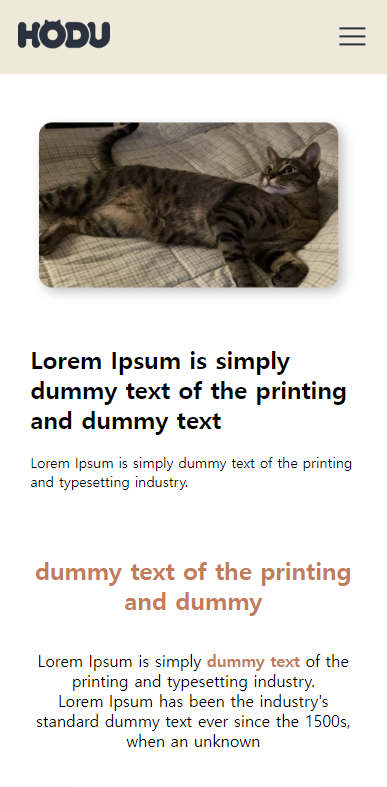 HODU
Lorem Ipsum is simply
dummy text of the printing
and dummy text
Lorem Ipsum is simply dummy text of the printing
and typesetting industry.
dummy text of the printing
and dummy
Lorem Ipsum is simply dummy text of the
printing and typesetting industry.
Lorem Ipsum has been the industry's
standard dummy text ever since the 1500s,
when an unknown